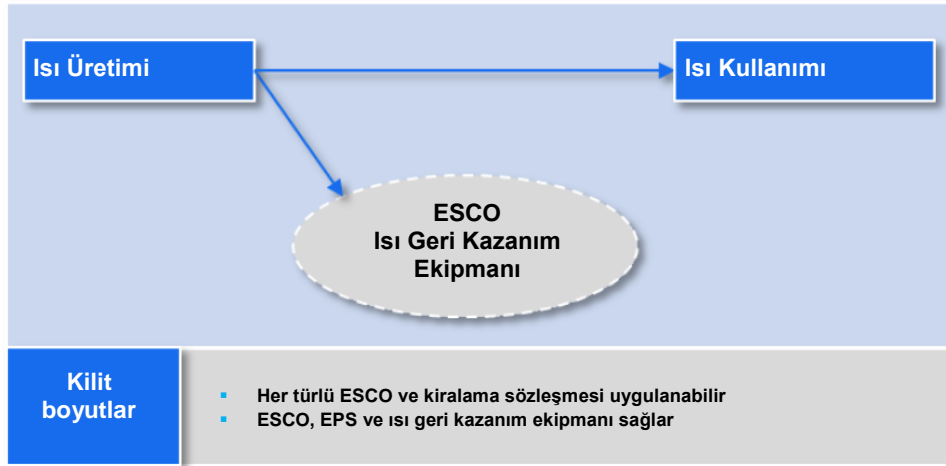 Isı Üretimi
Isı Kullanımı
ESCO
Isı Geri Kazanım
Ekipmanı
Kilit
boyutlar
▪ Her türlü ESCO ve kiralama sözleşmesi uygulanabilir
▪ ESCO, EPS ve ısı geri kazanım ekipmanı sağlar